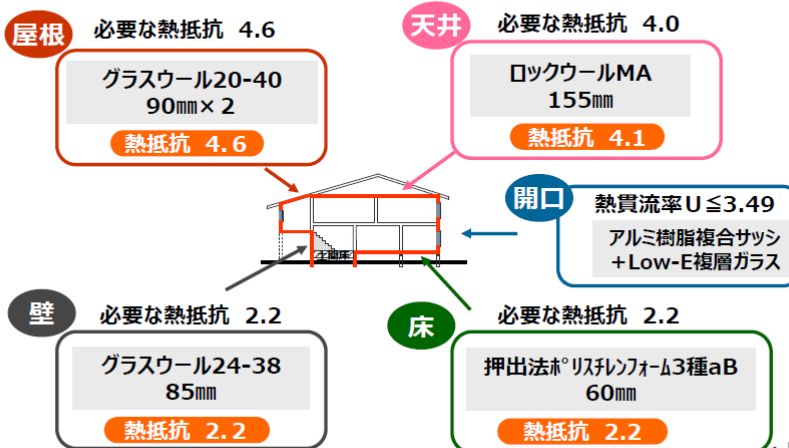 屋根
必要な熱抵抗 4.6
グラスウール20-40
90㎜×2
熱抵抗 4.6
天井
必要な熱抵抗 4.0
ロックウールMA
155㎜
熱抵抗 4.1
開口
熱貫流率U≦3.49
アルミ樹脂複合サッシ
+Low-E複層ガラス
土間床
壁
必要な熱抵抗 2.2
グラスウール24-38
85㎜
熱抵抗 2.2
床
必要な熱抵抗 2.2
押出法ﾎﾟﾘｽﾁﾚﾝﾌｫｰﾑ3種aB
60㎜
熱抵抗 2.2